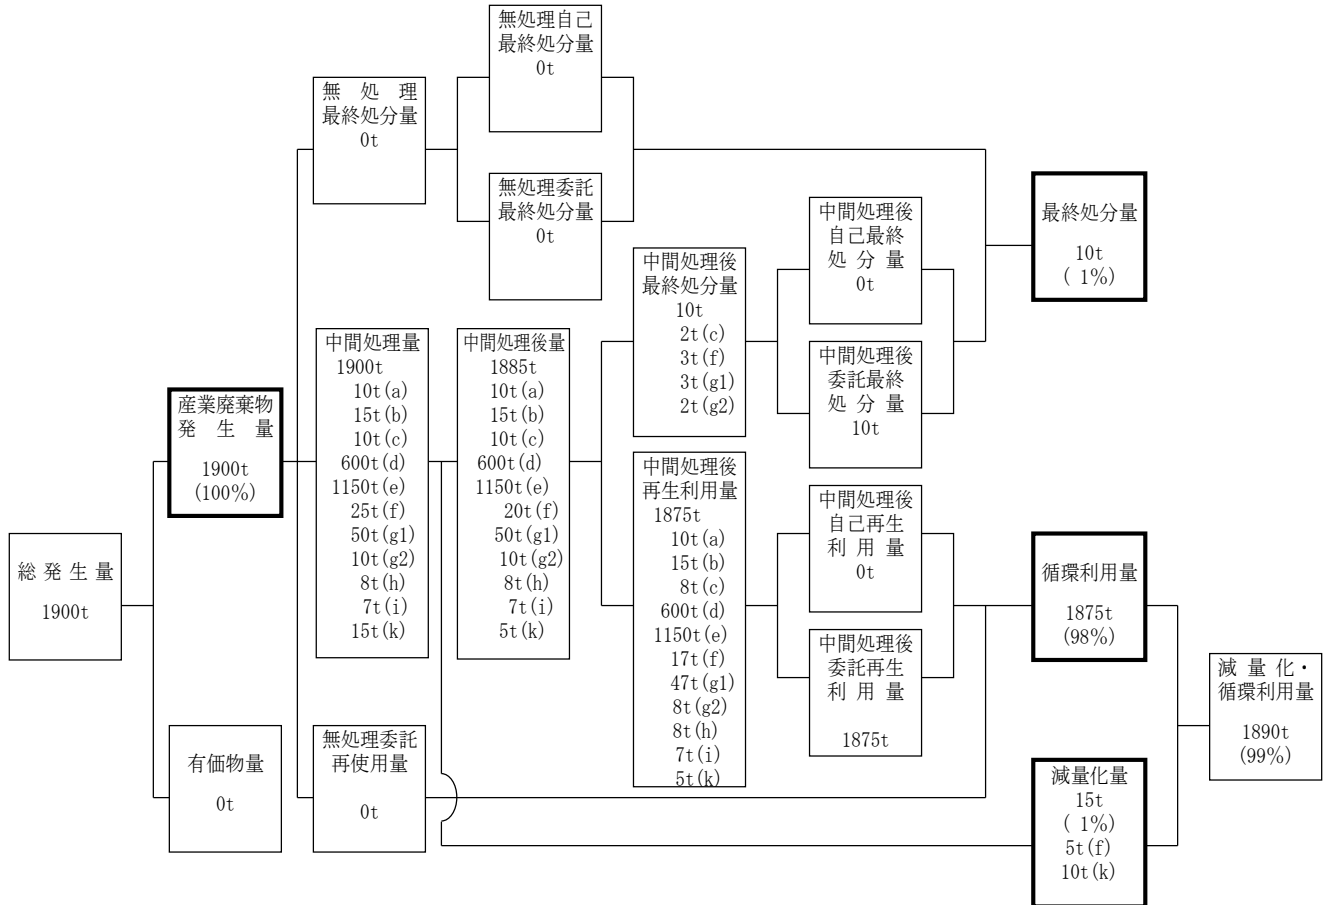 無処理自己
最終処分量
0t
無　処　理
最終処分量
0t
無処理委託
最終処分量
0t
中間処理後
自己最終
処 分 量
0t
最終処分量
10t
( 1%)
中間処理後
最終処分量
10t
2t(c)
3t(f)
3t(g1)
2t(g2)
中間処理後
委託最終
処 分 量
10t
中間処理量
1900t
10t(a)
15t(b)
10t(c)
600t(d)
1150t(e)
25t(f)
50t(g1)
10t(g2)
8t(h)
7t(i)
15t(k)
中間処理後量
1885t
10t(a)
15t(b)
10t(c)
600t(d)
1150t(e)
20t(f)
50t(g1)
10t(g2)
8t(h)
7t(i)
5t(k)
産業廃棄物
発　生　量
1900t
(100%)
中間処理後
再生利用量
1875t
10t(a)
15t(b)
8t(c)
600t(d)
1150t(e)
17t(f)
47t(g1)
8t(g2)
8t(h)
7t(i)
5t(k)
中間処理後
自己再生
利 用 量
0t
総 発 生 量
1900t
循環利用量
1875t
(98%)
中間処理後
委託再生
利 用 量
1875t
減 量 化・
循環利用量
1890t
(99%)
有価物量
0t
無処理委託
再使用量
0t
減量化量
15t
( 1%)
5t(f)
10t(k)